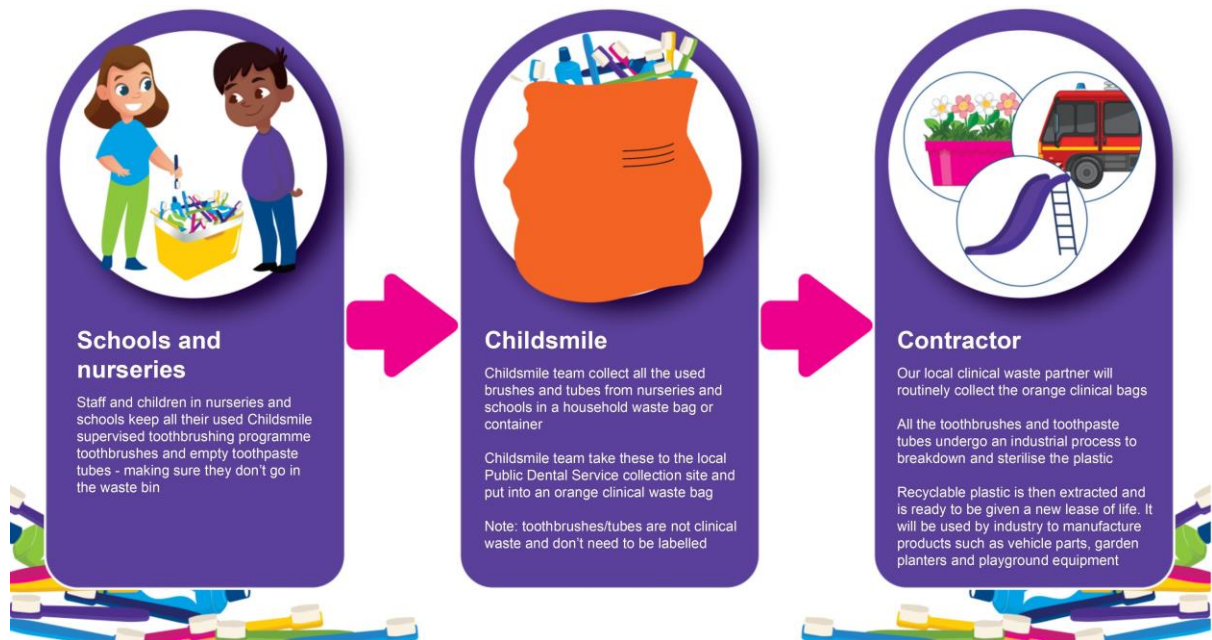 Schools and
nurseries
Staff and children in nurseries and
schools keep all their used Childsmile
supervised toothbrushing programme
toothbrushes and empty toothpaste
tubes - making sure they don't go in
the waste bin
Childsmile
Childsmile team collect all the used
brushes and tubes from nurseries and
schools in a household waste bag or
container
Childsmile team take these to the local
Public Dental Service collection site and
put into an orange clinical waste bag
Note: toothbrushes/tubes are not clinical
waste and don't need to be labelled
Contractor
Our local clinical waste partner will
routinely collect the orange clinical bags
All the toothbrushes and toothpaste
tubes undergo an industrial process to
breakdown and sterilise the plastic
Recyclable plastic is then extracted and
is ready to be given a new lease of life. It
will be used by industry to manufacture
products such as vehicle parts, garden
planters and playground equipment